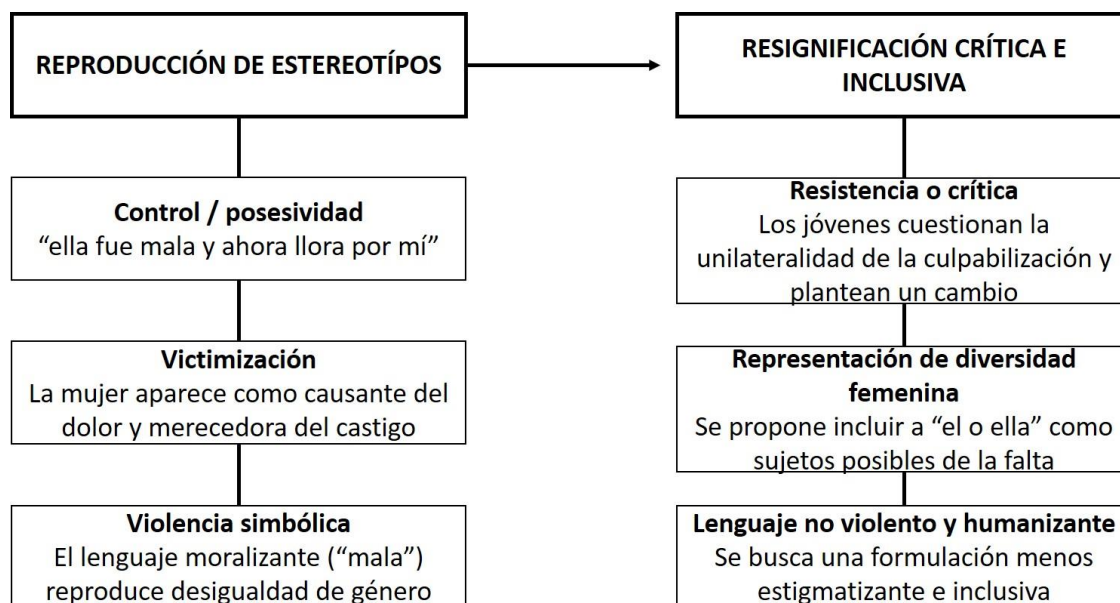 REPRODUCCIÓN DE ESTEREOTÍPOS
Control / posesividad
“ella fue mala y ahora llora por mí”
Victimización
La mujer aparece como causante del
dolor y merecedora del castigo
Violencia simbólica
El lenguaje moralizante (“mala”)
reproduce desigualdad de género
RESIGNIFICACIÓN CRÍTICA E
INCLUSIVA
Resistencia o crítica
Los jóvenes cuestionan la
unilateralidad de la culpabilización y
plantean un cambio
Representación de diversidad
femenina
Se propone incluir a “el o ella” como
sujetos posibles de la falta
Lenguaje no violento y humanizante
Se busca una formulación menos
estigmatizante e inclusiva